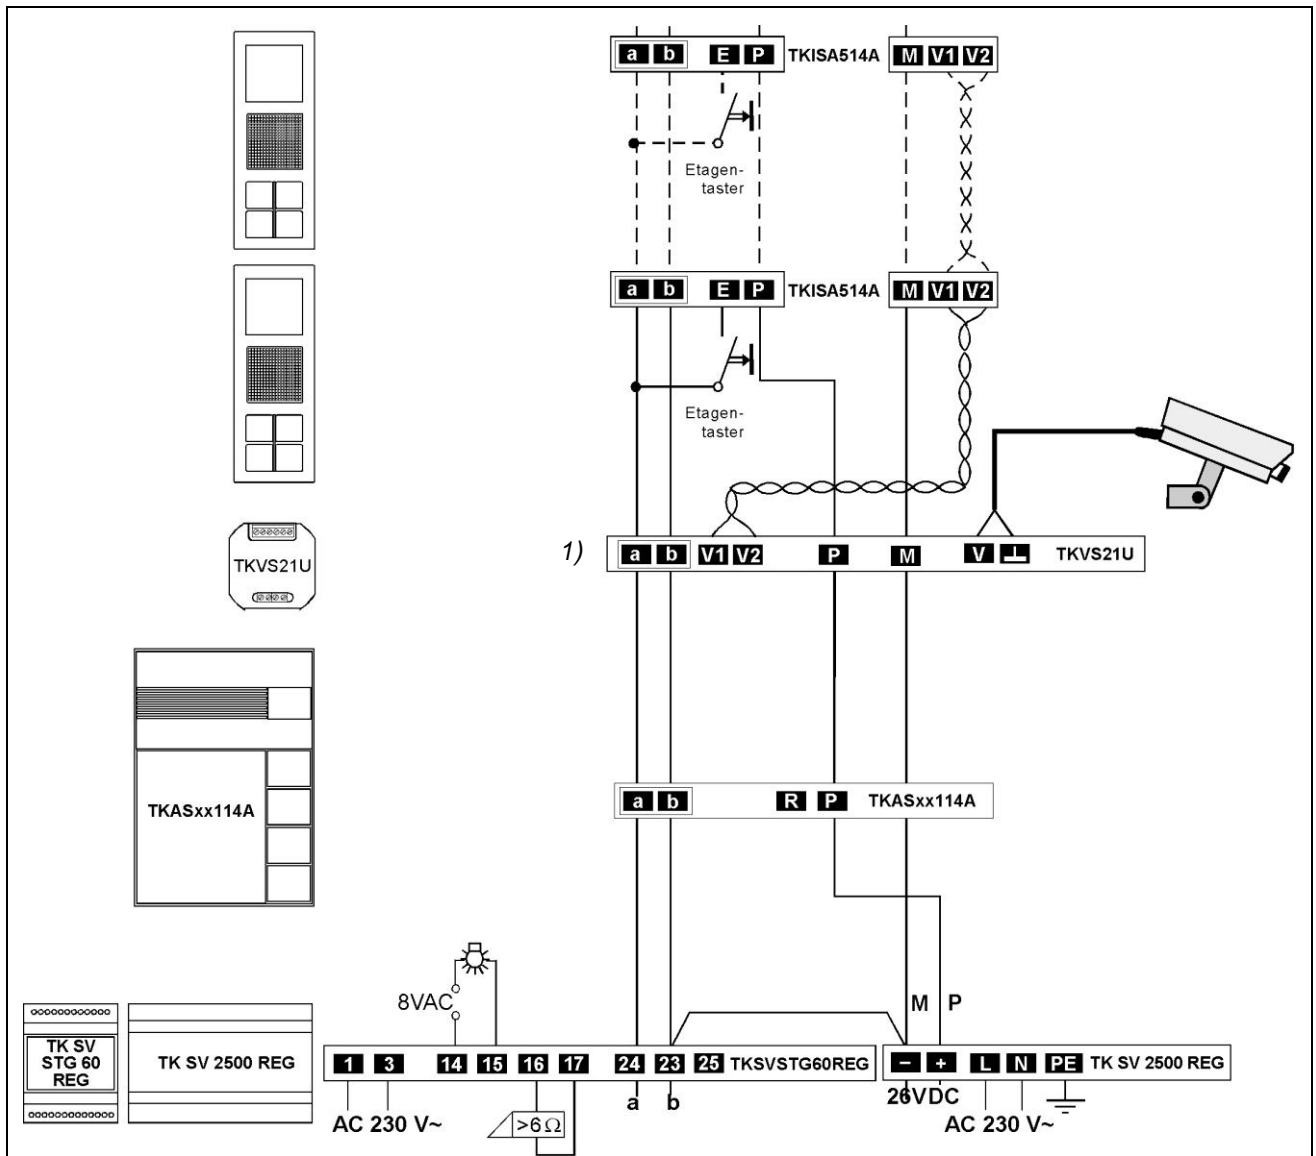 a b E P TKISA514A M V1 V2
Etagen-
taster
a b E P TKISA514A M V1 V2
Etagen-
taster
TKVS21U
1) a b V1 V2 P M V TKVS21U
TKASxx114A
a b R P TKASxx114A
8VAC
M P
TK SV
STG 60
REG
TK SV 2500 REG
1 3 14 15 16 17 24 23 25 TKSVSTG60REG
− + L N PE TK SV 2500 REG
a b
26VDC
AC 230 V~
>6 Ω
AC 230 V~